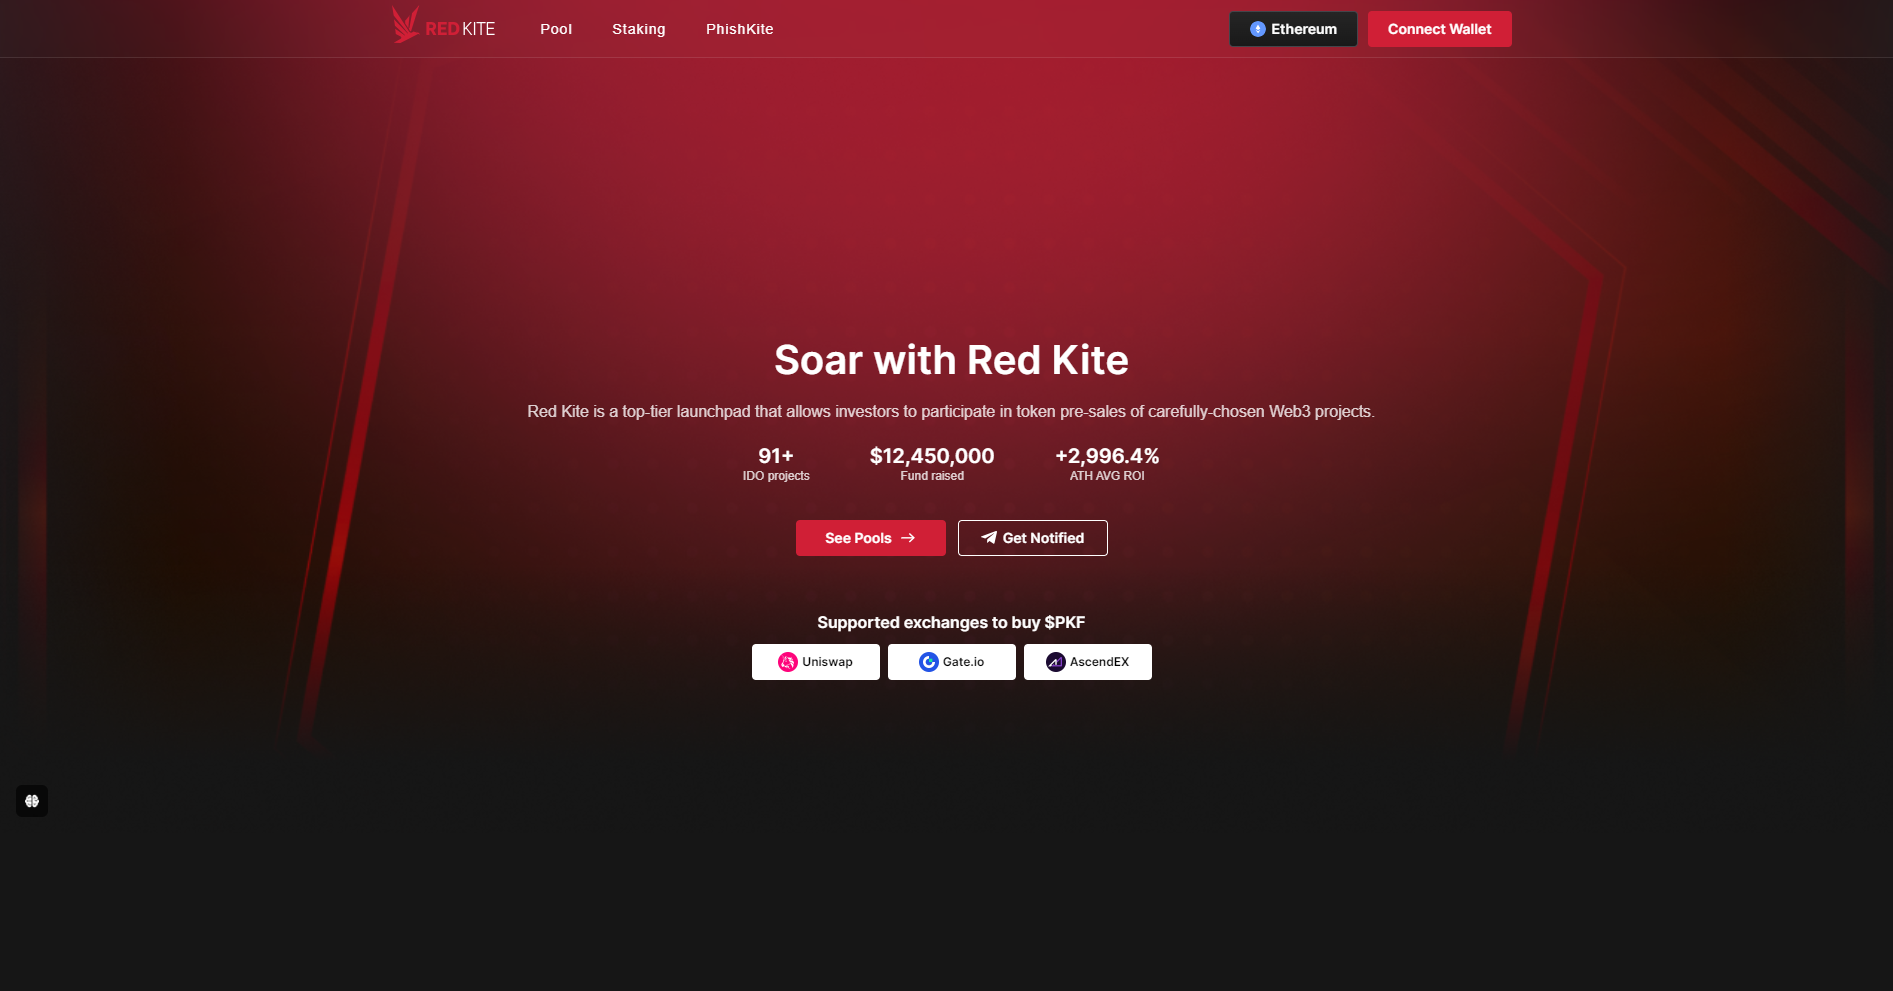 RED KITE
Pool
Staking
PhishKite
Ethereum
Connect Wallet
Soar with Red Kite
Red Kite is a top-tier launchpad that allows investors to participate in token pre-sales of carefully-chosen Web3 projects.
91+
IDO projects
$12,450,000
Fund raised
+2,996.4%
ATH AVG ROI
See Pools
Get Notified
Supported exchanges to buy $PKF
Uniswap
Gate.io
AscendEX